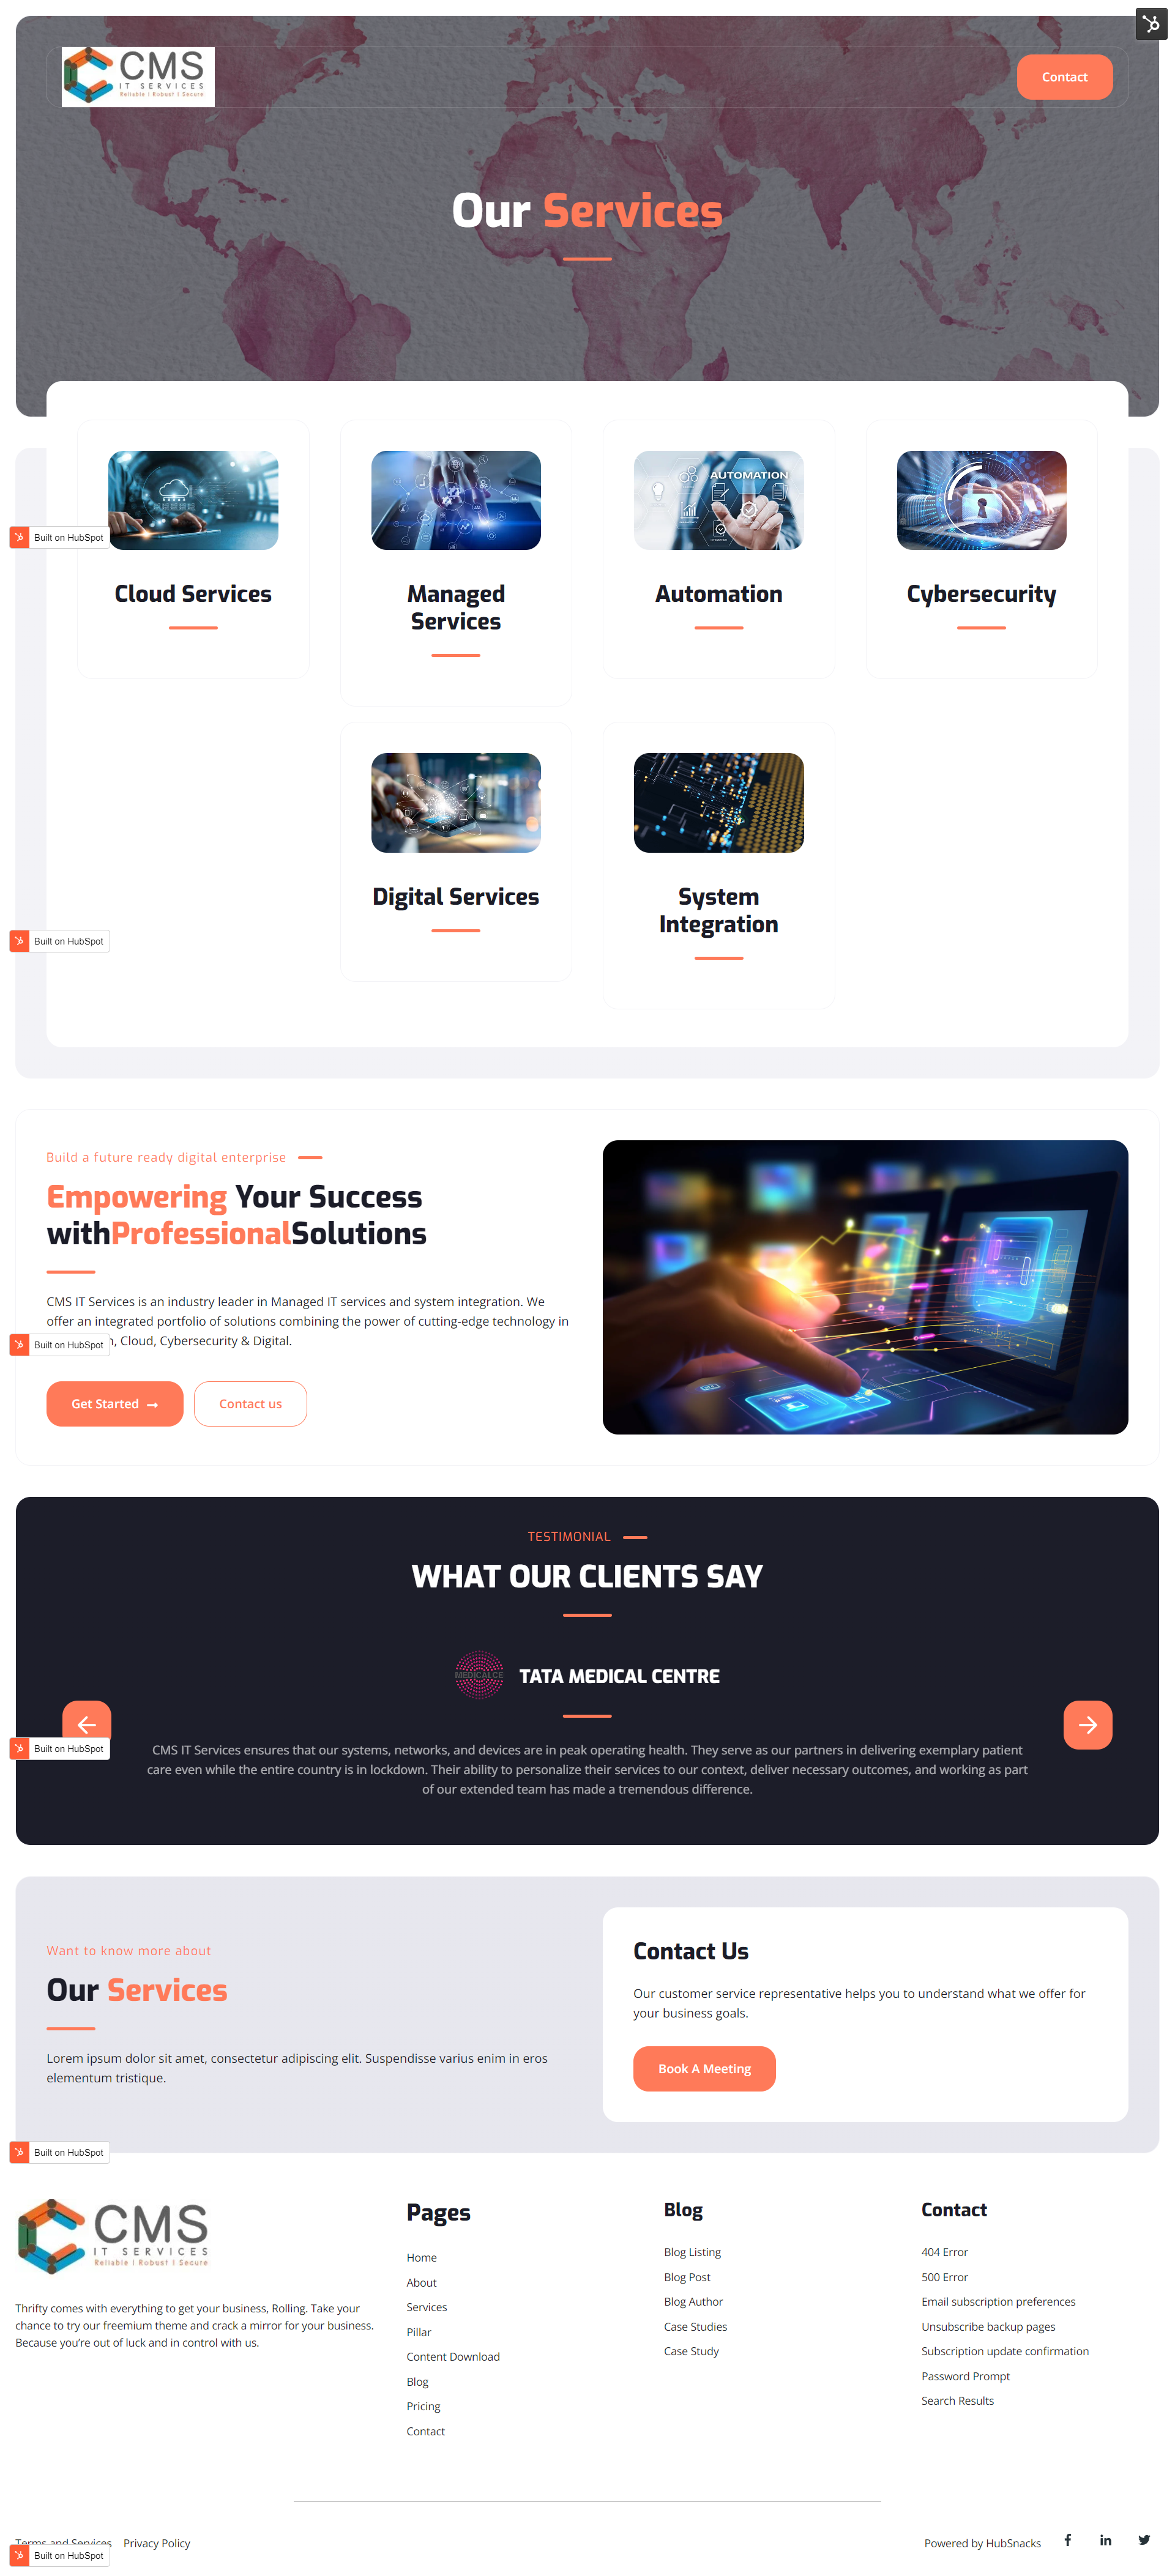 CMS
IT SERVICES
Reliable | Robust | Secure
Contact
Our Services
AUTOMATION
Built on HubSpot
Cloud Services
Managed
Services
Automation
Cybersecurity
Digital Services
System
Integration
Built on HubSpot
Build a future ready digital enterprise
Empowering Your Success
withProfessionalSolutions
CMS IT Services is an industry leader in Managed IT services and system integration. We
offer an integrated portfolio of solutions combining the power of cutting-edge technology in
Built on HubSpot
, Cloud, Cybersecurity & Digital.
Get Started →
Contact us
TESTIMONIAL
WHAT OUR CLIENTS SAY
MEDICALCE
TATA MEDICAL CENTRE
Built on HubSpot
CMS IT Services ensures that our systems, networks, and devices are in peak operating health. They serve as our partners in delivering exemplary patient
care even while the entire country is in lockdown. Their ability to personalize their services to our context, deliver necessary outcomes, and working as part
of our extended team has made a tremendous difference.
Want to know more about
Our Services
Lorem ipsum dolor sit amet, consectetur adipiscing elit. Suspendisse varius enim in eros
elementum tristique.
Contact Us
Our customer service representative helps you to understand what we offer for
your business goals.
Book A Meeting
Built on HubSpot
CMS
IT SERVICES
Reliable | Robust | Secure
Thrifty comes with everything to get your business, Rolling. Take your
chance to try our freemium theme and crack a mirror for your business.
Because you're out of luck and in control with us.
Pages
Home
About
Services
Pillar
Content Download
Blog
Pricing
Contact
Blog
Blog Listing
Blog Post
Blog Author
Case Studies
Case Study
Contact
404 Error
500 Error
Email subscription preferences
Unsubscribe backup pages
Subscription update confirmation
Password Prompt
Search Results
Terms and Services
Privacy Policy
Powered by HubSnacks
Built on HubSpot